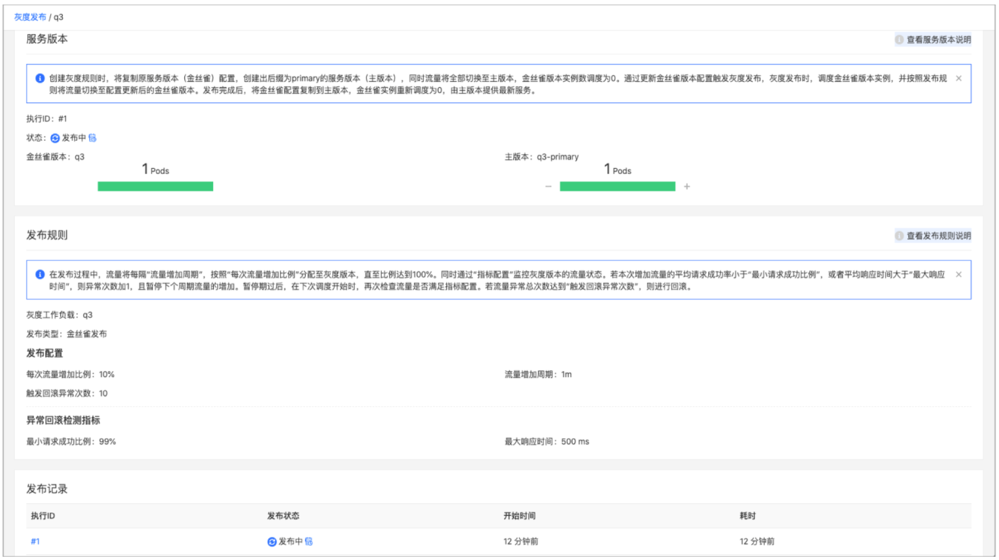 灰度发布 / q3
服务版本
查看服务版本说明
创建灰度规则时，将复制原服务版本（金丝雀）配置，创建出后缀为primary的服务版本（主版本），同时流量将全部切换至主版本，金丝雀版本实例数调度为0。通过更新金丝雀版本配置触发灰度发布，灰度发布时，调度金丝雀版本实例，并按照发布规
则将流量切换至配置更新后的金丝雀版本。发布完成后，将金丝雀配置复制到主版本，金丝雀实例重新调度为0，由主版本提供最新服务。
执行ID：#1
状态：发布中
金丝雀版本：q3
主版本：q3-primary
1 Pods
1 Pods
发布规则
查看发布规则说明
在发布过程中，流量将每隔“流量增加周期”，按照“每次流量增加比例”分配至灰度版本，直至比例达到100%。同时通过“指标配置”监控灰度版本的流量状态。若本次增加流量的平均请求成功率小于“最小请求成功比例”，或者平均响应时间大于“最大响应
时间”，则异常次数加1，且暂停下个周期流量的增加。暂停期过后，在下次调度开始时，再次检查流量是否满足指标配置。若流量异常总次数达到“触发回滚异常次数”，则进行回滚。
灰度工作负载：q3
发布类型：金丝雀发布
发布配置
每次流量增加比例：10%
流量增加周期：1m
触发回滚异常次数：10
异常回滚检测指标
最小请求成功比例：99%
最大响应时间：500 ms
发布记录
执行ID 发布状态 开始时间 耗时
#1 发布中 12 分钟前 12 分钟前